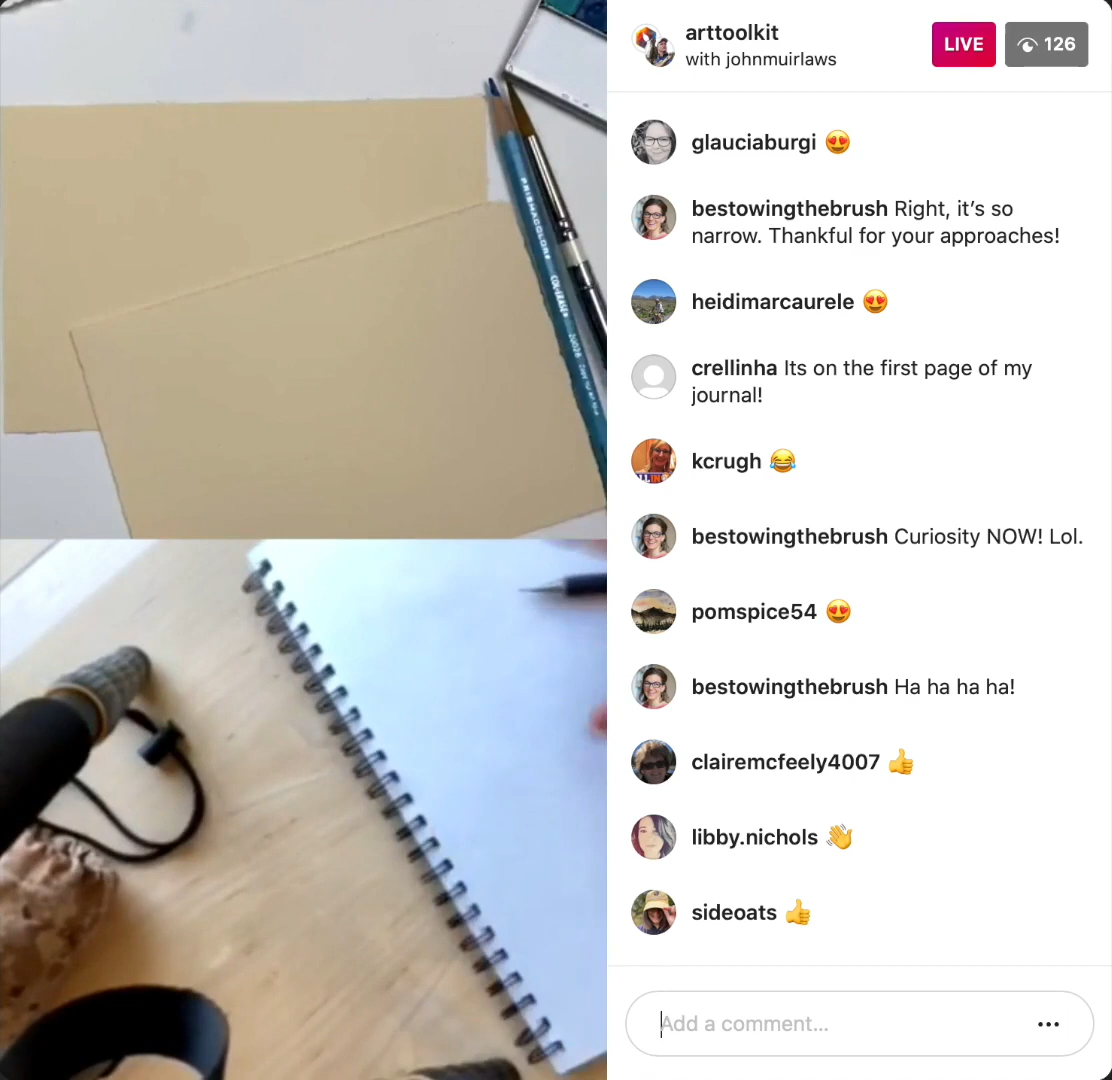 arttoolkit
with johnmuirlaws
LIVE
126
glauciaburgi 😍
bestowingthebrush Right, it’s so
narrow. Thankful for your approaches!
heidimarcaurele 😍
crellinha Its on the first page of my
journal!
kcrugh 😂
bestowingthebrush Curiosity NOW! Lol.
pomspice54 😍
bestowingthebrush Ha ha ha ha!
clairemcfeely4007 👍
libby.nichols 👋
sideoats 👍
Add a comment...
PRISMACOLOR
COL-ERASE